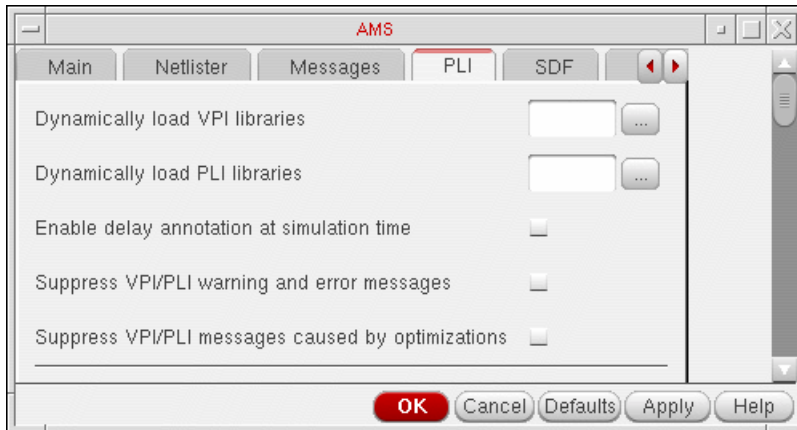 AMS
Main Netlister Messages PLI SDF
Dynamically load VPI libraries ...
Dynamically load PLI libraries ...
Enable delay annotation at simulation time
Suppress VPI/PLI warning and error messages
Suppress VPI/PLI messages caused by optimizations
OK Cancel Defaults Apply Help